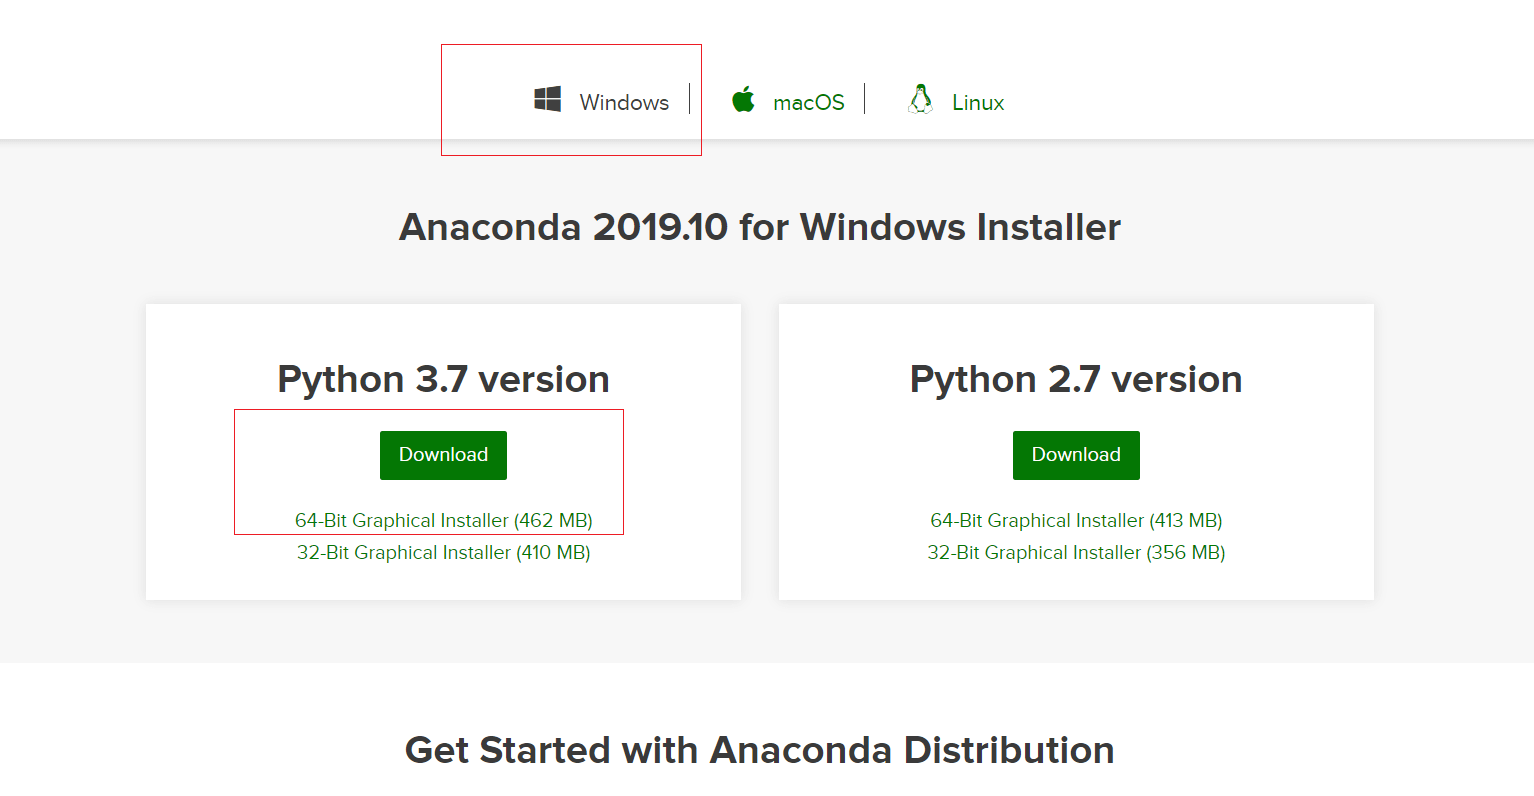 Windows macOS Linux
Anaconda 2019.10 for Windows Installer
Python 3.7 version
Download
64-Bit Graphical Installer (462 MB)
32-Bit Graphical Installer (410 MB)
Python 2.7 version
Download
64-Bit Graphical Installer (413 MB)
32-Bit Graphical Installer (356 MB)
Get Started with Anaconda Distribution